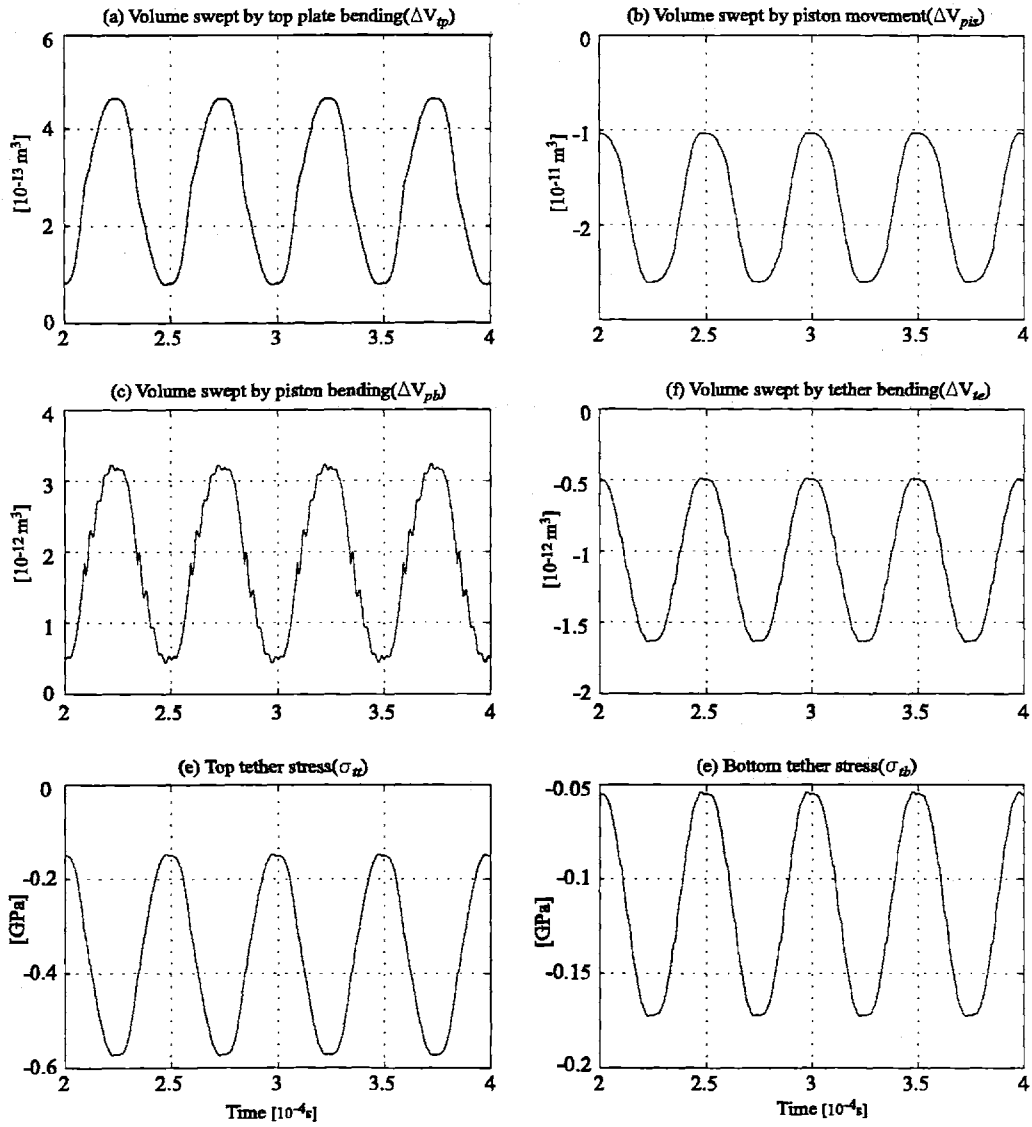 (a) Volume swept by top plate bending(ΔV_tp)
[10^-13 m^3]
6
4
2
0
2 2.5 3 3.5 4
(b) Volume swept by piston movement(ΔV_pis)
[10^-11 m^3]
0
-1
-2
2 2.5 3 3.5 4
(c) Volume swept by piston bending(ΔV_pb)
[10^-12 m^3]
4
3
2
1
0
2 2.5 3 3.5 4
(f) Volume swept by tether bending(ΔV_te)
[10^-12 m^3]
0
-0.5
-1
-1.5
-2
2 2.5 3 3.5 4
(e) Top tether stress(σ_tt)
[GPa]
0
-0.2
-0.4
-0.6
2 2.5 3 3.5 4
Time [10^-4 s]
(e) Bottom tether stress(σ_tb)
[GPa]
-0.05
-0.1
-0.15
-0.2
2 2.5 3 3.5 4
Time [10^-4 s]